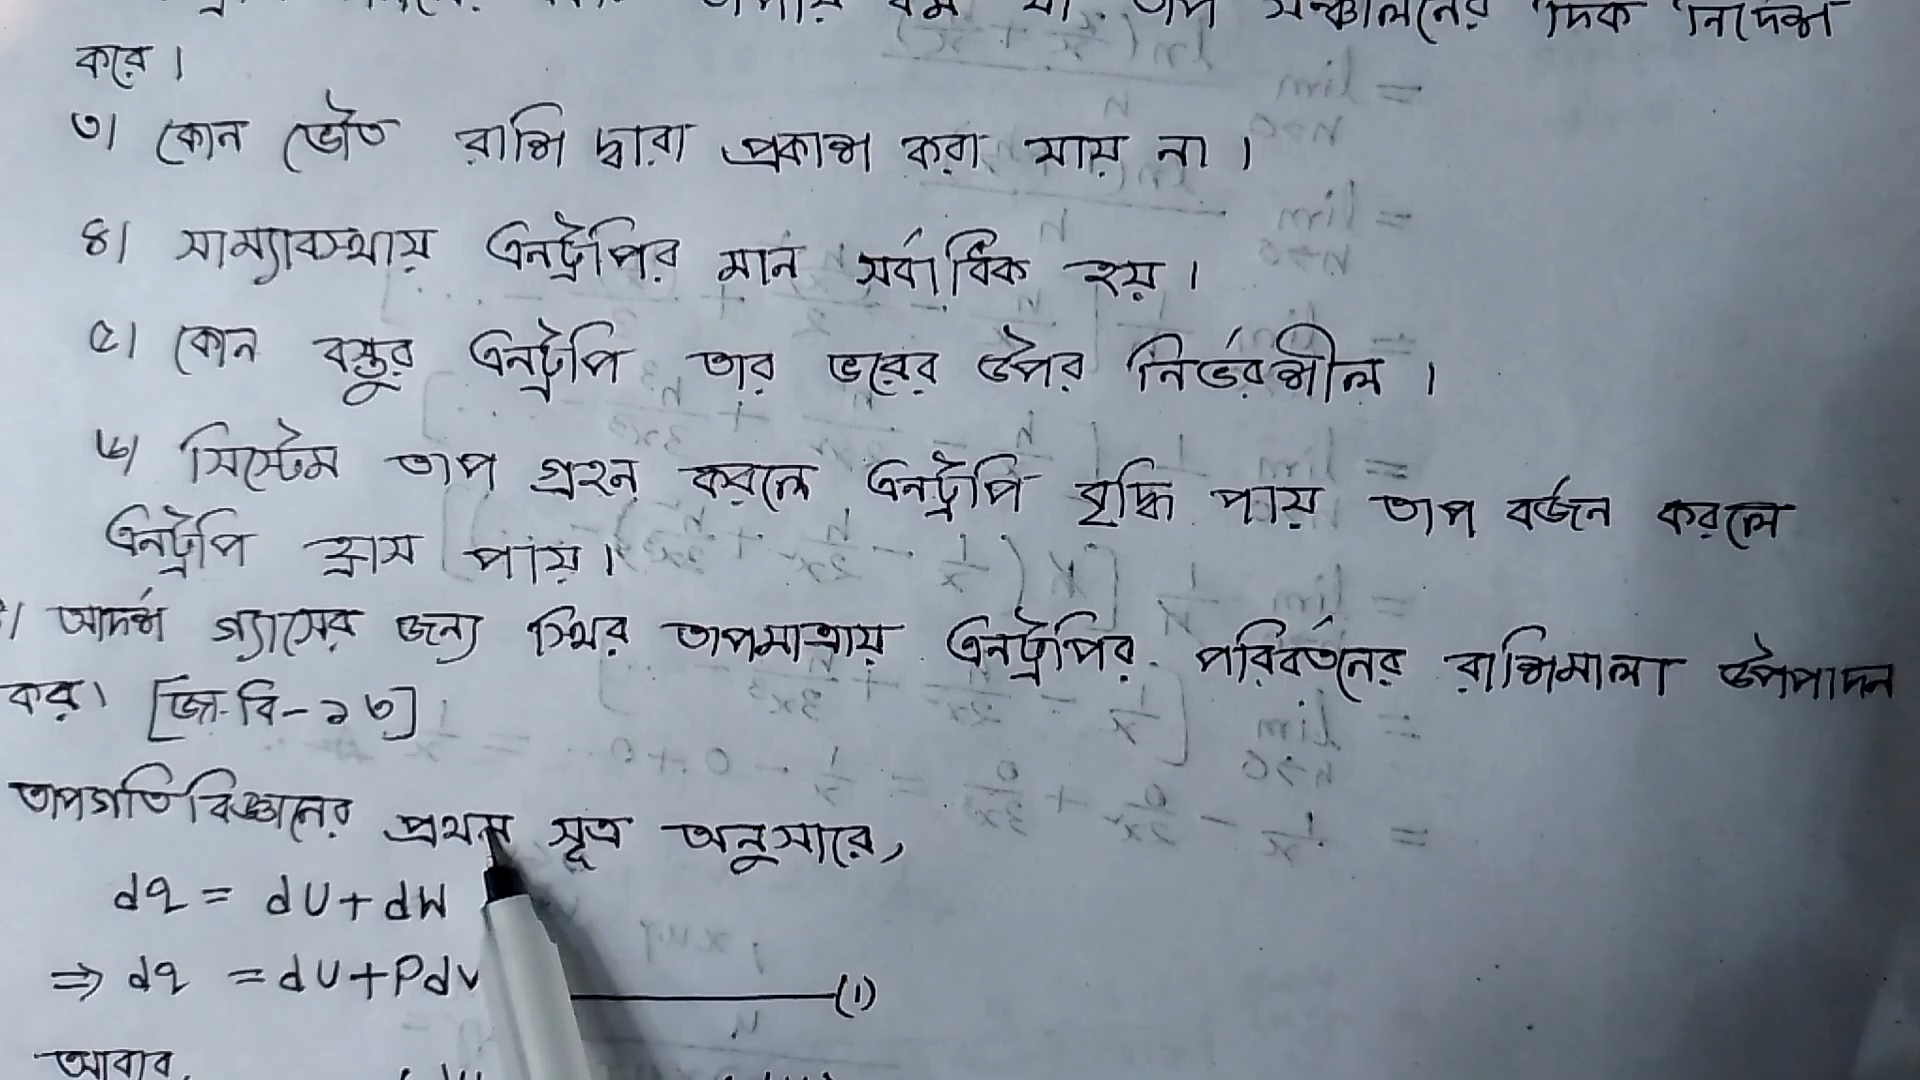 তাপ সঞ্চালনের দিক নির্দেশ
করে।
৩। কোন ভৌত রাশি দ্বারা প্রকাশ করা যায় না।
৪। সাম্যাবস্থায় এনট্রপির মান সর্বাধিক হয়।
৫। কোন বস্তুর এনট্রপি তার ভরের উপর নির্ভরশীল।
৬। সিস্টেম তাপ গ্রহন করলে এনট্রপি বৃদ্ধি পায় তাপ বর্জন করলে
এনট্রপি হ্রাস পায়।
। আদর্শ গ্যাসের জন্য স্থির তাপমাত্রায় এনট্রপির পরিবর্তনের রাশিমালা উপপাদন
কর। [জা-বি-১৬]
তাপগতিবিজ্ঞানের প্রথম সূত্র অনুসারে,
dq = dU+dW
⇒ dq = dU+Pdv —(1)
আবার,